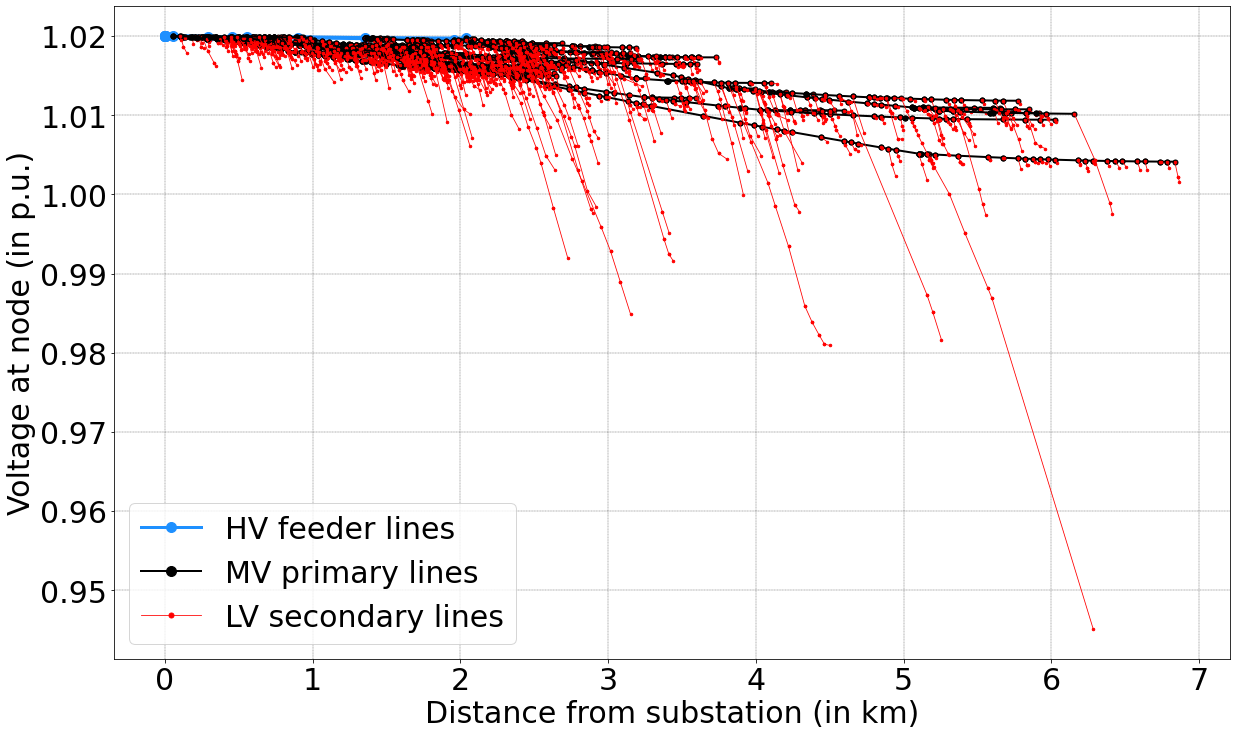 Voltage at node (in p.u.)
1.02
1.01
1.00
0.99
0.98
0.97
0.96
0.95
HV feeder lines
MV primary lines
LV secondary lines
0 1 2 3 4 5 6 7
Distance from substation (in km)